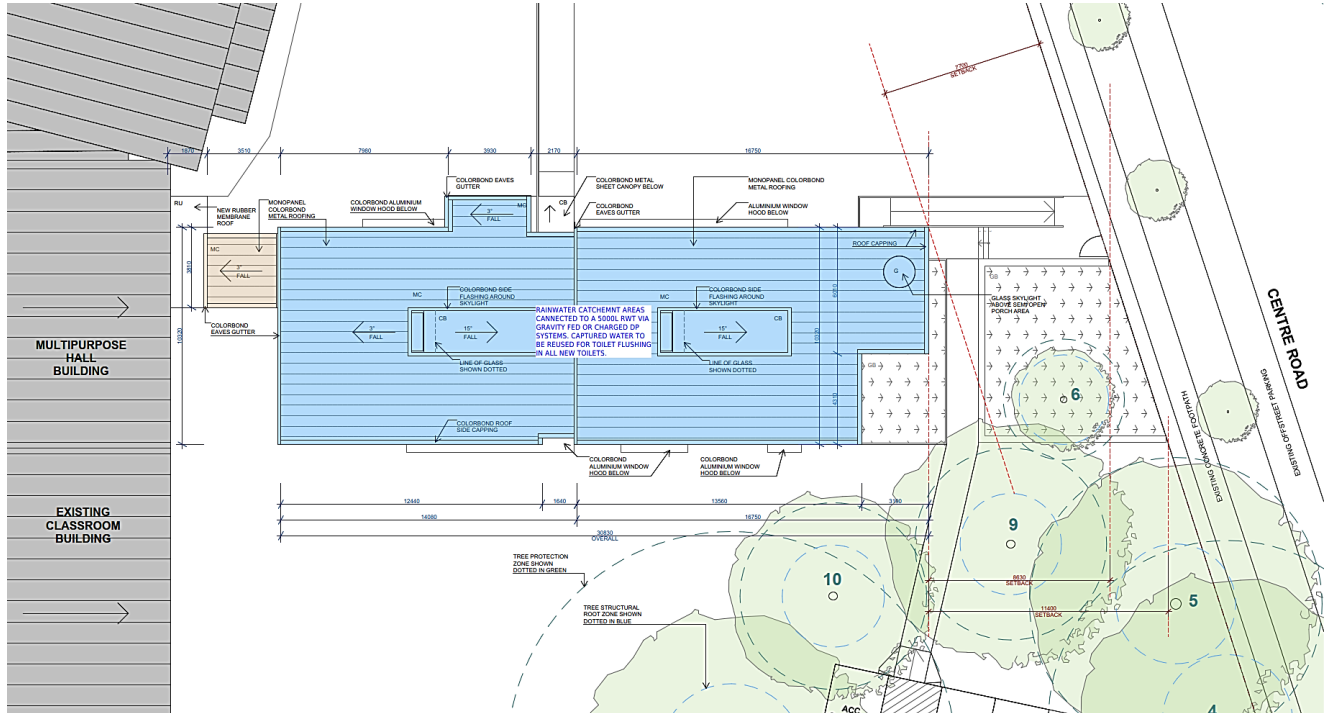 7700
SETBACK
CENTRE ROAD
EXISTING OFFSTREET PARKING
EXISTING CONCRETE FOOTPATH
1870
3510
7980
3930
2170
16750
RU
NEW RUBBER
MEMBRANE
ROOF
MONOPANEL
COLORBOND
METAL ROOFING
COLORBOND ALUMINIUM
WINDOW HOOD BELOW
COLORBOND EAVES
GUTTER
MC
3°
FALL
CB
COLORBOND METAL
SHEET CANOPY BELOW
COLORBOND
EAVES GUTTER
MONOPANEL COLORBOND
METAL ROOFING
ALUMINIUM WINDOW
HOOD BELOW
ROOF CAPPING
G
GLASS SKYLIGHT
ABOVE SEMI OPEN
PORCH AREA
GB
MC
3°
FALL
3810
10320
COLORBOND
EAVES GUTTER
MC
COLORBOND SIDE
FLASHING AROUND
SKYLIGHT
CB
3°
FALL
15°
FALL
LINE OF GLASS
SHOWN DOTTED
RAINWATER CATCHEMNT AREAS
CANNECTED TO A 5000L RWT VIA
GRAVITY FED OR CHARGED DP
SYSTEMS. CAPTURED WATER TO
BE REUSED FOR TOILET FLUSHING
IN ALL NEW TOILETS.
MC
COLORBOND SIDE
FLASHING AROUND
SKYLIGHT
CB
15°
FALL
LINE OF GLASS
SHOWN DOTTED
10320
GB
6
MULTIPURPOSE
HALL
BUILDING
EXISTING
CLASSROOM
BUILDING
COLORBOND ROOF
SIDE CAPPING
COLORBOND
ALUMINIUM WINDOW
HOOD BELOW
COLORBOND
ALUMINIUM WINDOW
HOOD BELOW
12440
1640
13560
14080
16750
OVERALL
TREE PROTECTION
ZONE SHOWN
DOTTED IN GREEN
TREE STRUCTURAL
ROOT ZONE SHOWN
DOTTED IN BLUE
10
9
5
4
8630
SETBACK
11400
SETBACK
ACC